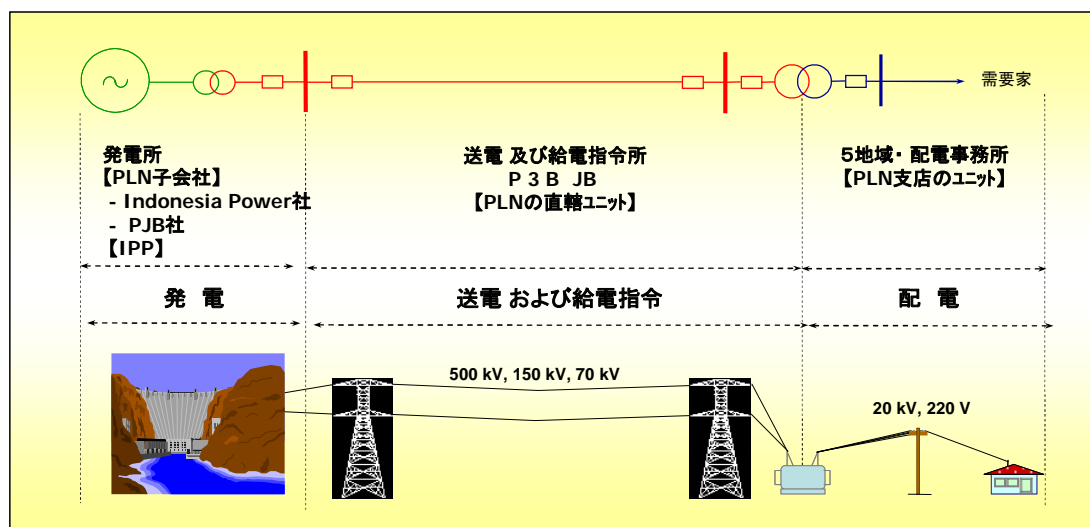 需要家
発電所
【PLN子会社】
- Indonesia Power社
- PJB社
【IPP】
送電 及び給電指令所
P 3 B JB
【PLNの直轄ユニット】
5地域・配電事務所
【PLN支店のユニット】
発 電
送電 および給電指令
配 電
500 kV, 150 kV, 70 kV
20 kV, 220 V